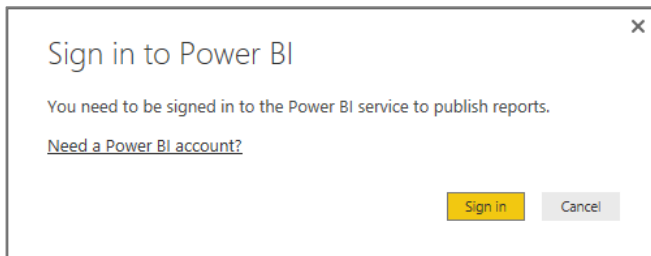 Sign in to Power BI
You need to be signed in to the Power BI service to publish reports.
Need a Power BI account?
Sign in
Cancel